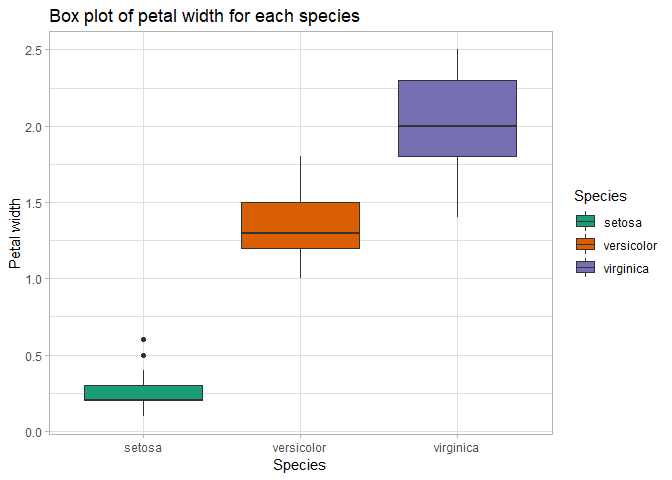 Box plot of petal width for each species
2.5
2.0
1.5
1.0
0.5
0.0
Petal width
setosa versicolor virginica
Species
Species
setosa
versicolor
virginica